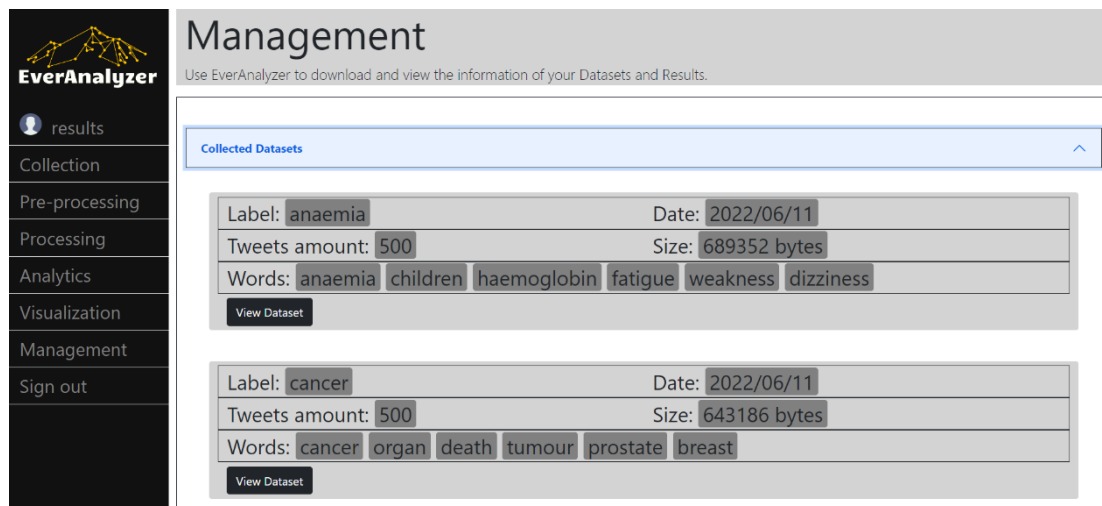 EverAnalyzer
results
Collection
Pre-processing
Processing
Analytics
Visualization
Management
Sign out
Management
Use EverAnalyzer to download and view the information of your Datasets and Results.
Collected Datasets
Label: anaemia Date: 2022/06/11
Tweets amount: 500 Size: 689352 bytes
Words: anaemia children haemoglobin fatigue weakness dizziness
View Dataset
Label: cancer Date: 2022/06/11
Tweets amount: 500 Size: 643186 bytes
Words: cancer organ death tumour prostate breast
View Dataset